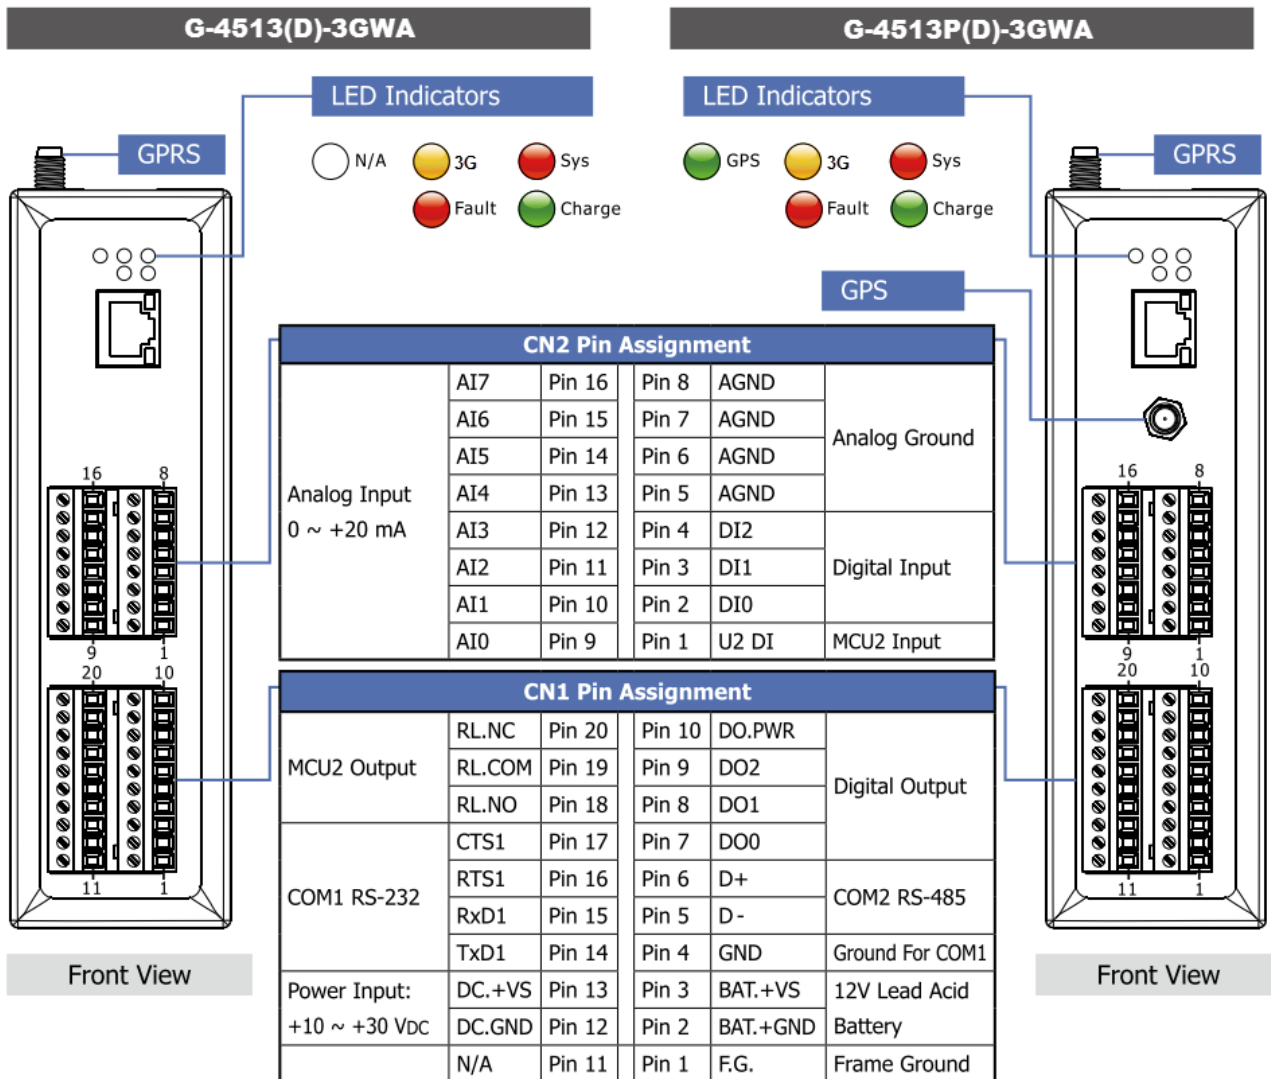 G-4513(D)-3GWA
G-4513P(D)-3GWA
LED Indicators
LED Indicators
GPRS
GPRS
N/A 3G Sys
Fault Charge
GPS 3G Sys
Fault Charge
GPS
CN2 Pin Assignment
AI7 Pin 16 Pin 8 AGND
AI6 Pin 15 Pin 7 AGND
Analog Ground
AI5 Pin 14 Pin 6 AGND
Analog Input
AI4 Pin 13 Pin 5 AGND
0 ~ +20 mA
AI3 Pin 12 Pin 4 DI2
AI2 Pin 11 Pin 3 DI1 Digital Input
AI1 Pin 10 Pin 2 DI0
AI0 Pin 9 Pin 1 U2 DI MCU2 Input
CN1 Pin Assignment
RL.NC Pin 20 Pin 10 DO.PWR
MCU2 Output RL.COM Pin 19 Pin 9 DO2
Digital Output
RL.NO Pin 18 Pin 8 DO1
CTS1 Pin 17 Pin 7 DO0
COM1 RS-232
RTS1 Pin 16 Pin 6 D+
COM2 RS-485
RxD1 Pin 15 Pin 5 D-
TxD1 Pin 14 Pin 4 GND Ground For COM1
Power Input: DC.+VS Pin 13 Pin 3 BAT.+VS 12V Lead Acid
+10 ~ +30 VDC DC.GND Pin 12 Pin 2 BAT.+GND Battery
N/A Pin 11 Pin 1 F.G. Frame Ground
16 8
9 1
20 10
11 1
Front View
16 8
9 1
20 10
11 1
Front View